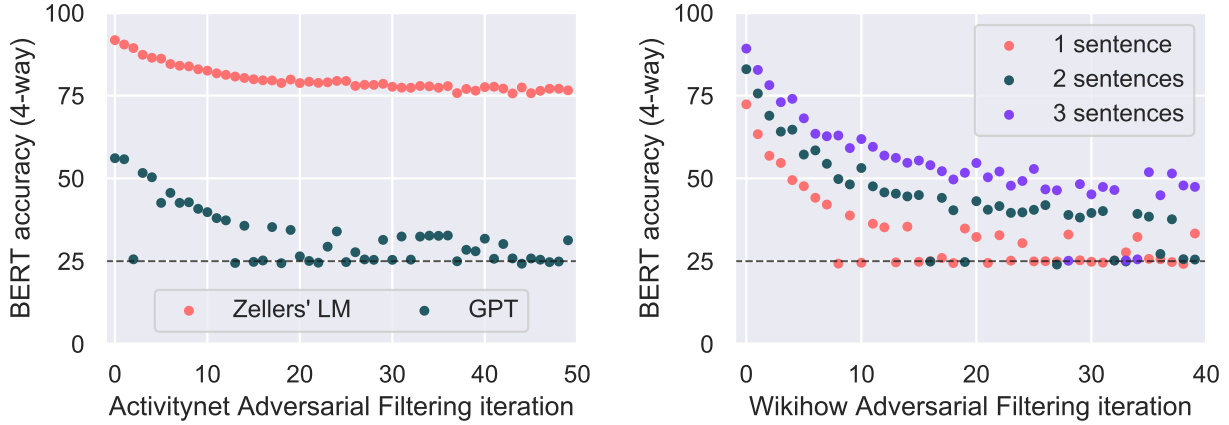 BERT accuracy (4-way)
100
75
50
25
0
Zellers' LM
GPT
0 10 20 30 40 50
Activitynet Adversarial Filtering iteration
BERT accuracy (4-way)
100
75
50
25
0
1 sentence
2 sentences
3 sentences
0 10 20 30 40
Wikihow Adversarial Filtering iteration